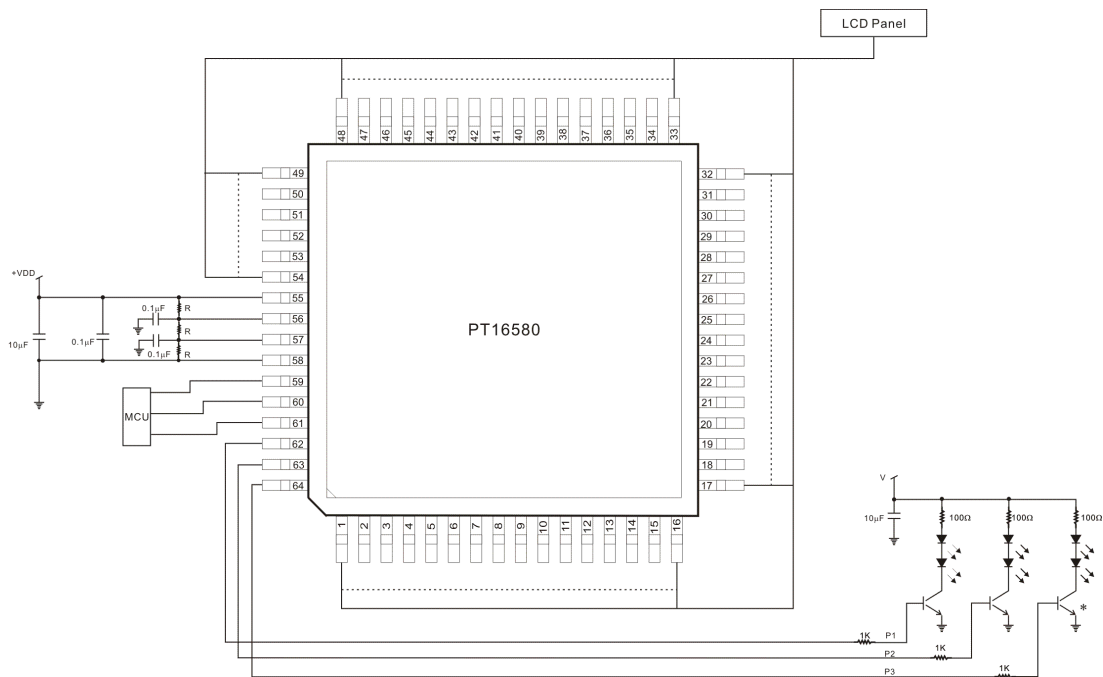 LCD Panel
48 47 46 45 44 43 42 41 40 39 38 37 36 35 34 33
49
50
51
52
53
54
55
56
57
58
59
60
61
62
63
64
32
31
30
29
28
27
26
25
24
23
22
21
20
19
18
17
PT16580
+VDD
0.1µF
R
R
0.1µF
R
10µF
0.1µF
MCU
1 2 3 4 5 6 7 8 9 10 11 12 13 14 15 16
V
10µF
100Ω 100Ω 100Ω
*
1K P1
P2 1K
P3 1K